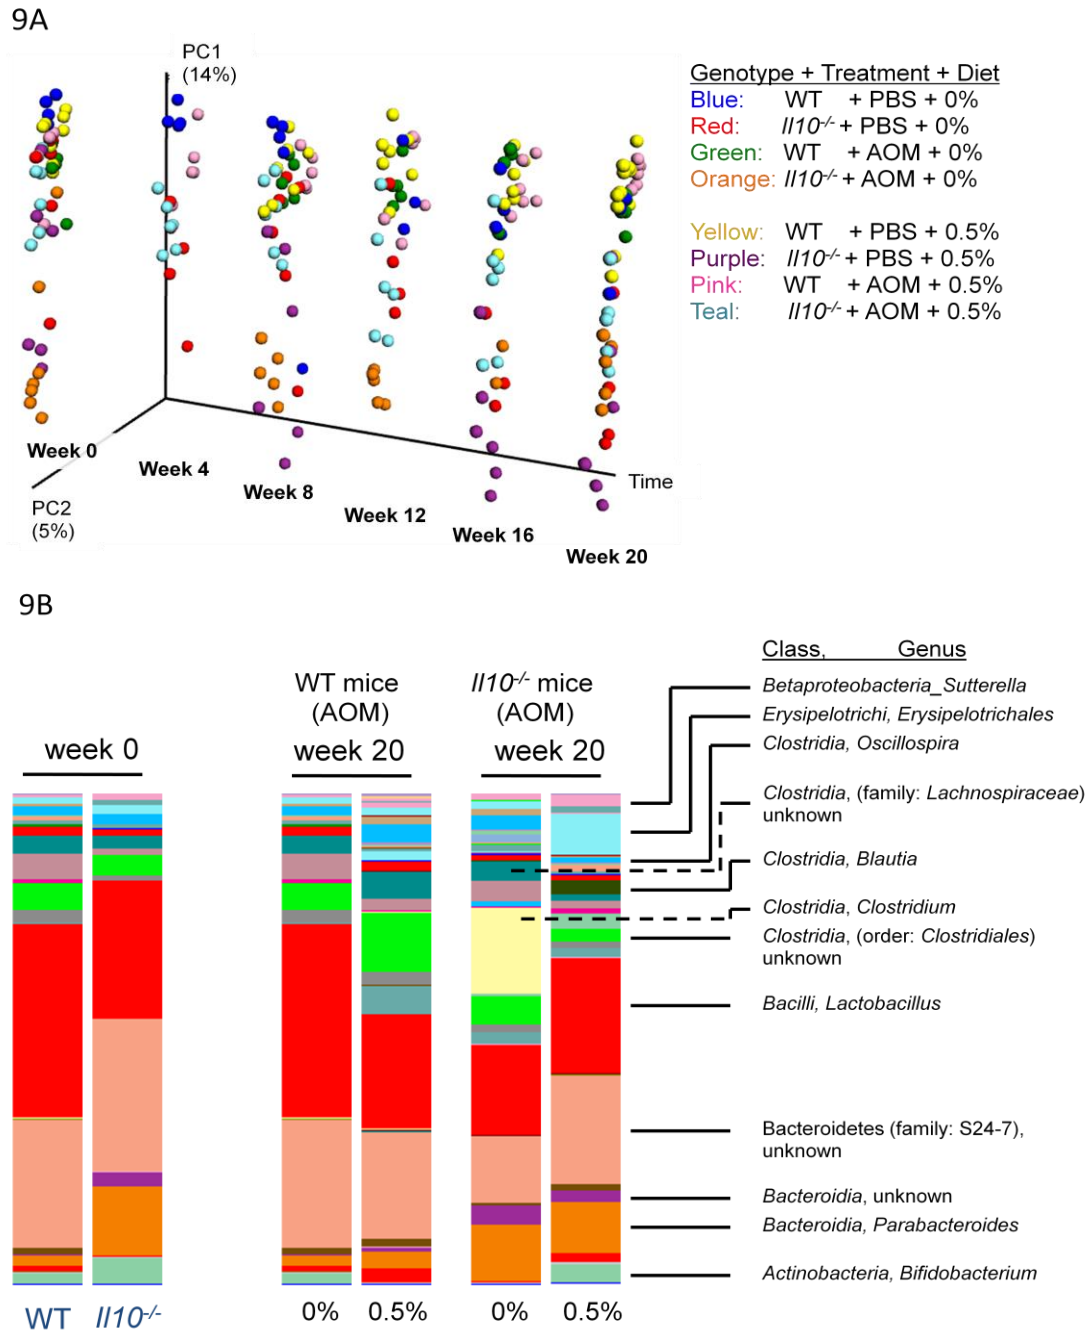 9A
PC1
(14%)
Genotype + Treatment + Diet
Blue: WT + PBS + 0%
Red: Il10-/- + PBS + 0%
Green: WT + AOM + 0%
Orange: Il10-/- + AOM + 0%
Yellow: WT + PBS + 0.5%
Purple: Il10-/- + PBS + 0.5%
Pink: WT + AOM + 0.5%
Teal: Il10-/- + AOM + 0.5%
Week 0
Week 4
Week 8
Week 12
Week 16
Week 20
Time
PC2
(5%)
9B
Class, Genus
WT mice
(AOM)
Il10-/- mice
(AOM)
week 0
week 20
week 20
Betaproteobacteria_Sutterella
Erysipelotrichi, Erysipelotrichales
Clostridia, Oscillospira
Clostridia, (family: Lachnospiraceae)
unknown
Clostridia, Blautia
Clostridia, Clostridium
Clostridia, (order: Clostridiales)
unknown
Bacilli, Lactobacillus
Bacteroidetes (family: S24-7),
unknown
Bacteroidia, unknown
Bacteroidia, Parabacteroides
Actinobacteria, Bifidobacterium
WT Il10-/- 0% 0.5% 0% 0.5%